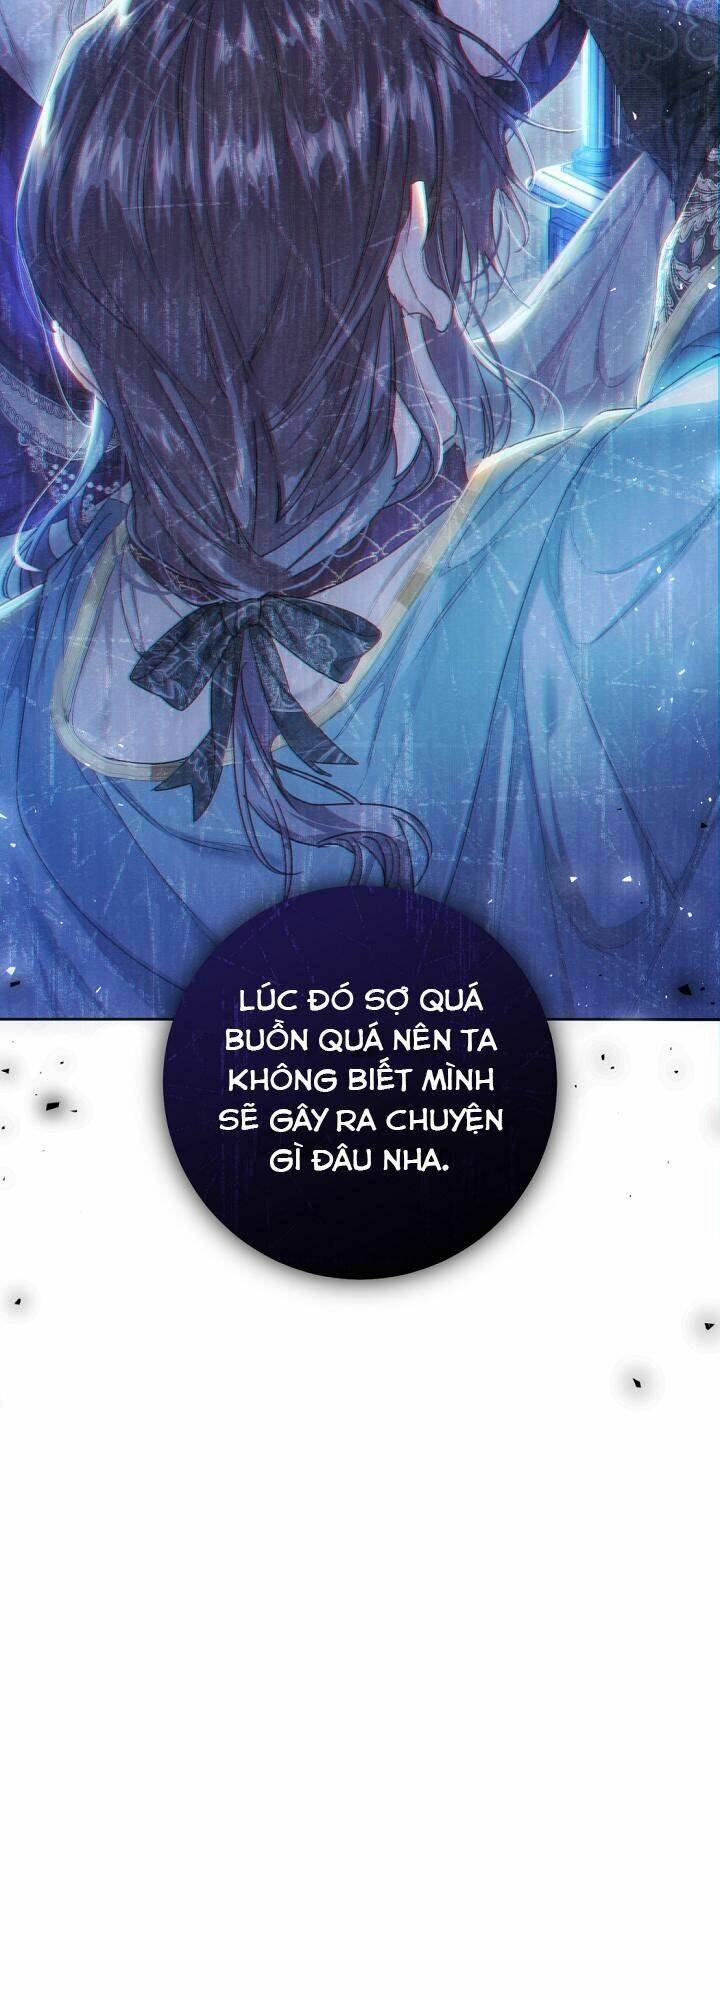 LÚC ĐÓ SỢ QUÁ
BUỒN QUÁ NÊN TA
KHÔNG BIẾT MÌNH
SẼ GÂY RA CHUYỆN
GÌ ĐÂU NHA.